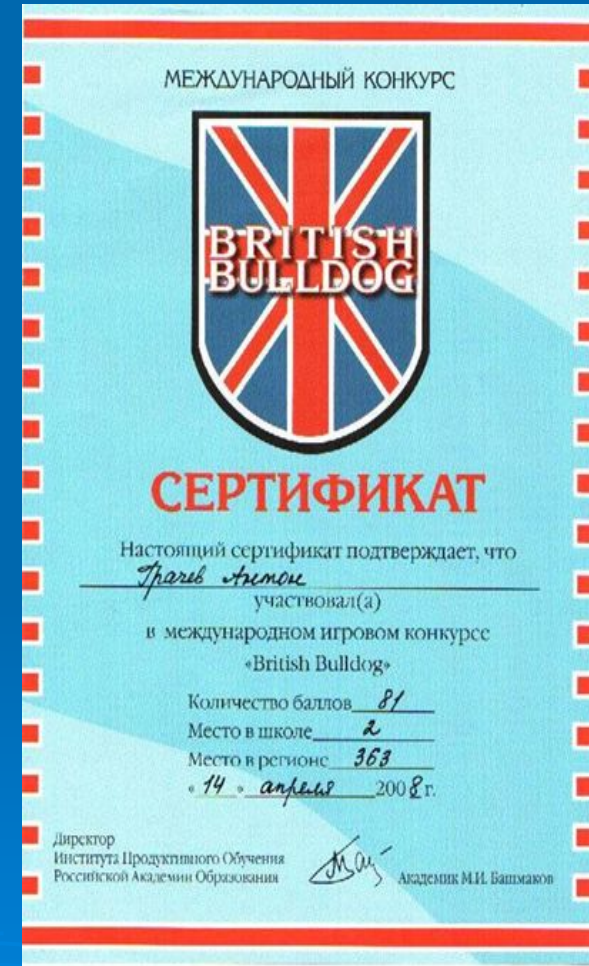 МЕЖДУНАРОДНЫЙ КОНКУРС
BRITISH
BULLDOG
СЕРТИФИКАТ
Настоящий сертификат подтверждает, что
Грачев Антон
участвовал(а)
в международном игровом конкурсе
«British Bulldog»
Количество баллов 81
Место в школе 2
Место в регионе 363
« 14 » апреля 2008 г.
Директор
Института Продуктивного Обучения
Российской Академии Образования
Академик М.И. Башмаков